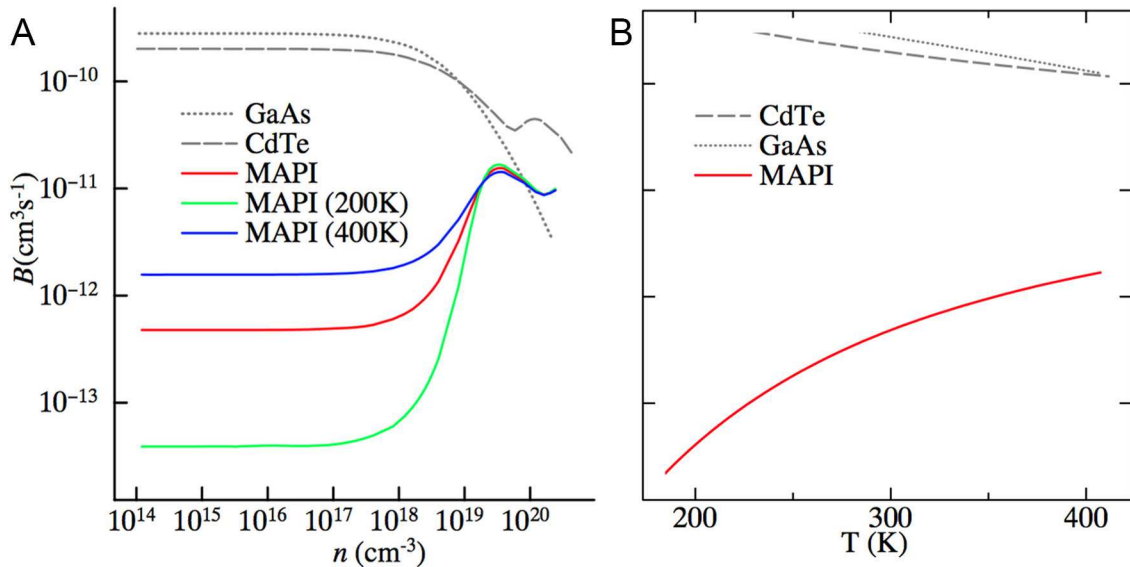 A
B(cm³s⁻¹)
10⁻¹⁰
10⁻¹¹
10⁻¹²
10⁻¹³
GaAs
CdTe
MAPI
MAPI (200K)
MAPI (400K)
10¹⁴ 10¹⁵ 10¹⁶ 10¹⁷ 10¹⁸ 10¹⁹ 10²⁰
n (cm⁻³)
B
CdTe
GaAs
MAPI
200 300 400
T (K)